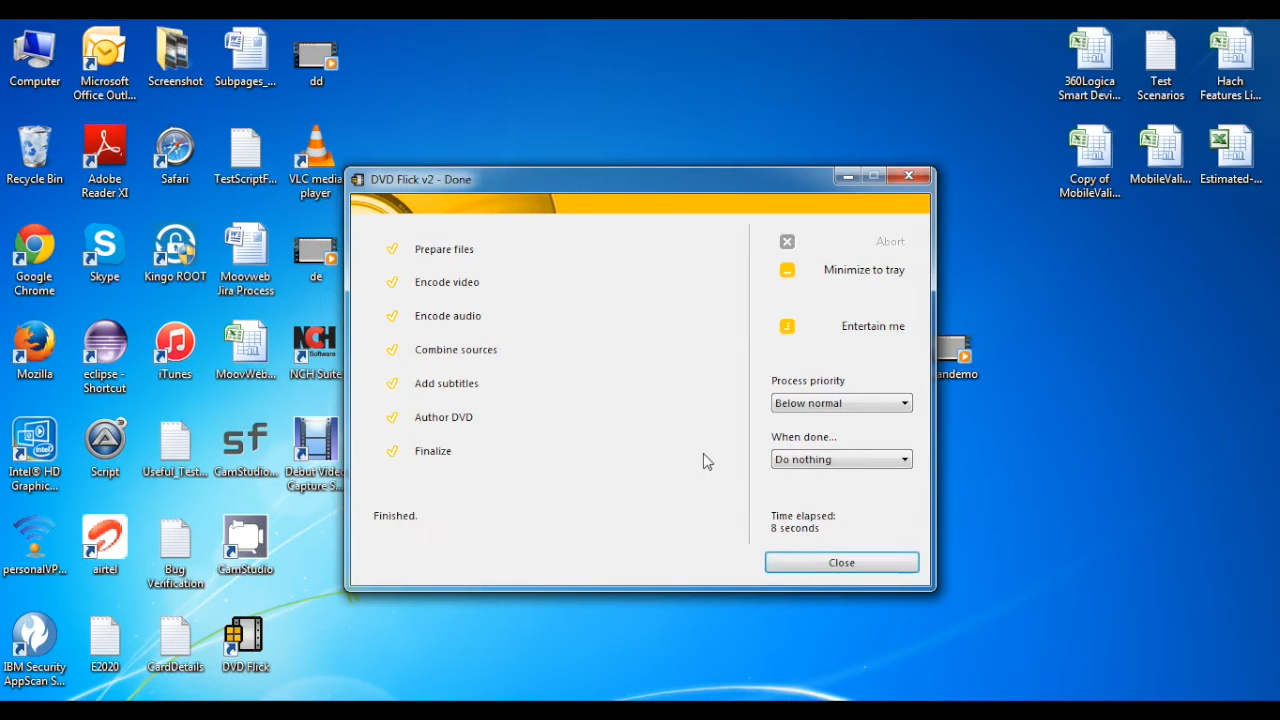 Computer
Microsoft
Office Outl...
Screenshot
Subpages_...
dd
360Logica
Smart Devi...
Test
Scenarios
Hach
Features Li...
Recycle Bin
Adobe
Reader XI
Safari
TestScriptF...
VLC media
player
Copy of
MobileVali...
MobileVali...
Estimated-...
Google
Chrome
Skype
Kingo ROOT
Moovweb
Jira Process
de
Mozilla
eclipse -
Shortcut
iTunes
MoovWeb...
NCH
Software
NCH Suite
andemo
Intel® HD
Graphic...
Script
Useful_Test...
sf
CamStudio...
Debut Video
Capture S...
personalVP...
airtel
Bug
Verification
CamStudio
IBM Security
AppScan S...
E2020
CardDetails
DVD Flick
DVD Flick v2 - Done
Prepare files
Encode video
Encode audio
Combine sources
Add subtitles
Author DVD
Finalize
Finished.
Abort
Minimize to tray
Entertain me
Process priority
Below normal
When done...
Do nothing
Time elapsed:
8 seconds
Close